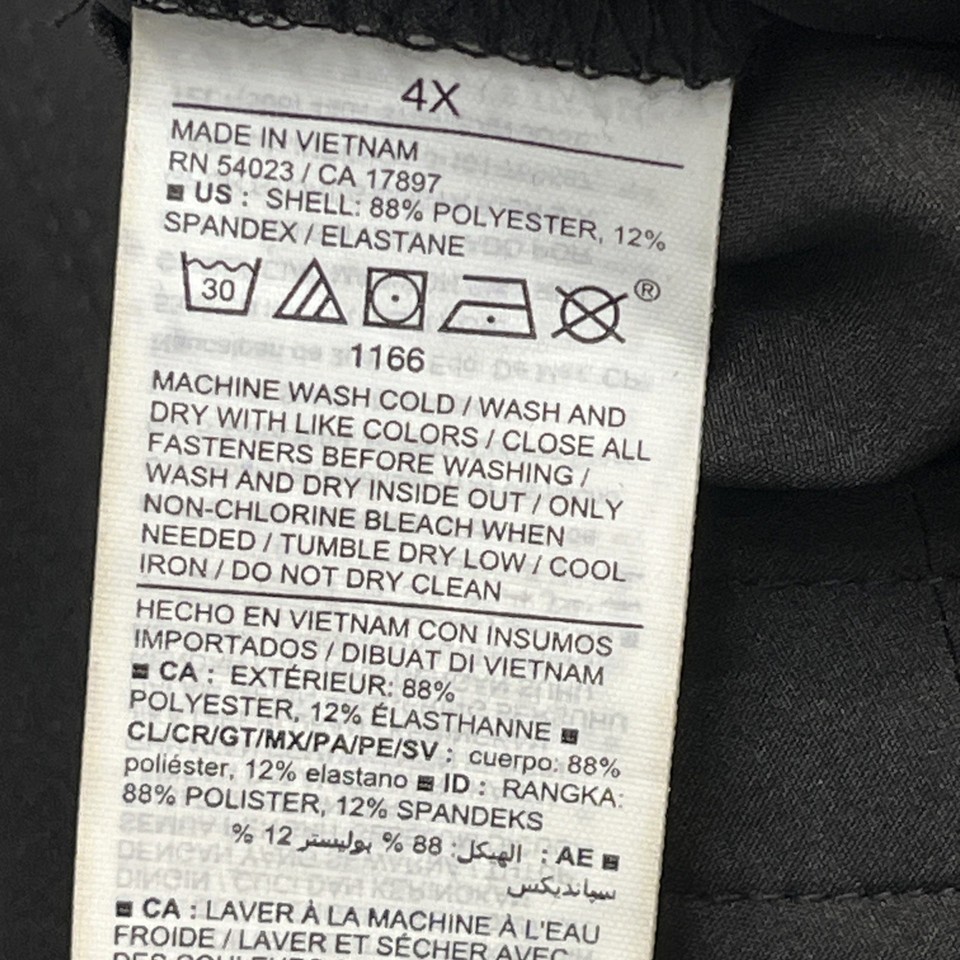 4X
MADE IN VIETNAM
RN 54023 / CA 17897
US : SHELL: 88% POLYESTER, 12%
SPANDEX / ELASTANE
30
®
1166
MACHINE WASH COLD / WASH AND
DRY WITH LIKE COLORS / CLOSE ALL
FASTENERS BEFORE WASHING /
WASH AND DRY INSIDE OUT / ONLY
NON-CHLORINE BLEACH WHEN
NEEDED / TUMBLE DRY LOW / COOL
IRON / DO NOT DRY CLEAN
HECHO EN VIETNAM CON INSUMOS
IMPORTADOS / DIBUAT DI VIETNAM
CA : EXTÉRIEUR: 88%
POLYESTER, 12% ÉLASTHANNE
CL/CR/GT/MX/PA/PE/SV : cuerpo: 88%
poliéster, 12% elastano ID : RANGKA:
88% POLISTER, 12% SPANDEKS
AE : الهيكل: 88 % بوليستر 12 %
سبانديكس
CA : LAVER À LA MACHINE À L'EAU
FROIDE / LAVER ET SÉCHER AVEC
DES COULEURS